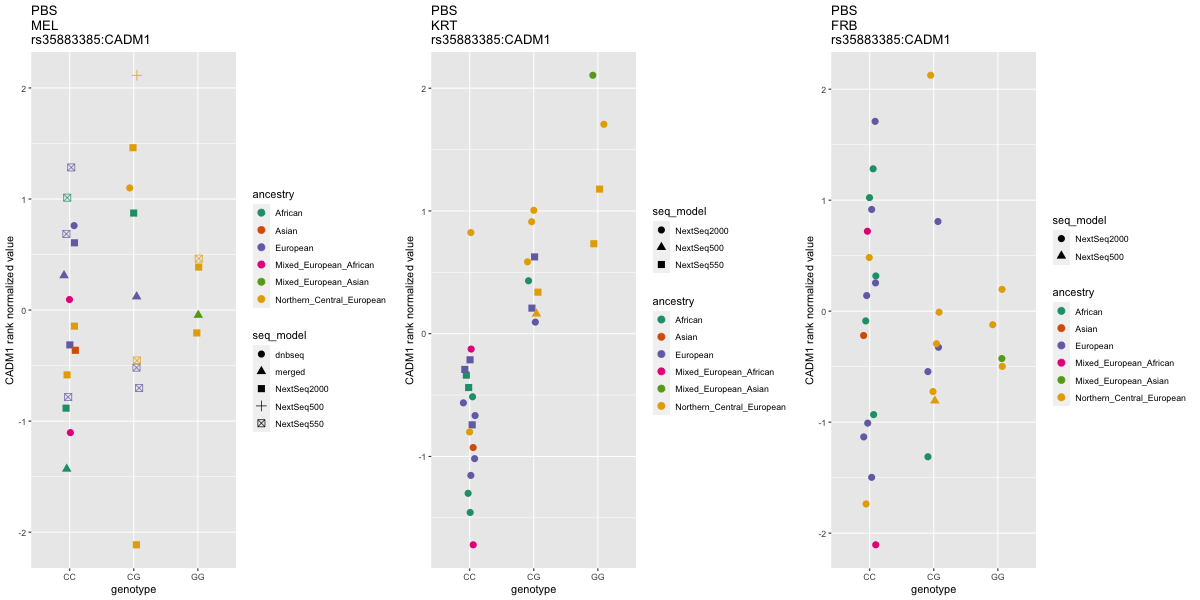 PBS
MEL
rs35883385:CADM1
CADM1 rank normalized value
2
1
0
-1
-2
CC
CG
GG
genotype
ancestry
African
Asian
European
Mixed_European_African
Mixed_European_Asian
Northern_Central_European
seq_model
dnbseq
merged
NextSeq2000
NextSeq500
NextSeq550
PBS
KRT
rs35883385:CADM1
CADM1 rank normalized value
2
1
0
-1
CC
CG
GG
genotype
seq_model
NextSeq2000
NextSeq500
NextSeq550
ancestry
African
Asian
European
Mixed_European_African
Mixed_European_Asian
Northern_Central_European
PBS
FRB
rs35883385:CADM1
CADM1 rank normalized value
2
1
0
-1
-2
CC
CG
GG
genotype
seq_model
NextSeq2000
NextSeq500
ancestry
African
Asian
European
Mixed_European_African
Mixed_European_Asian
Northern_Central_European